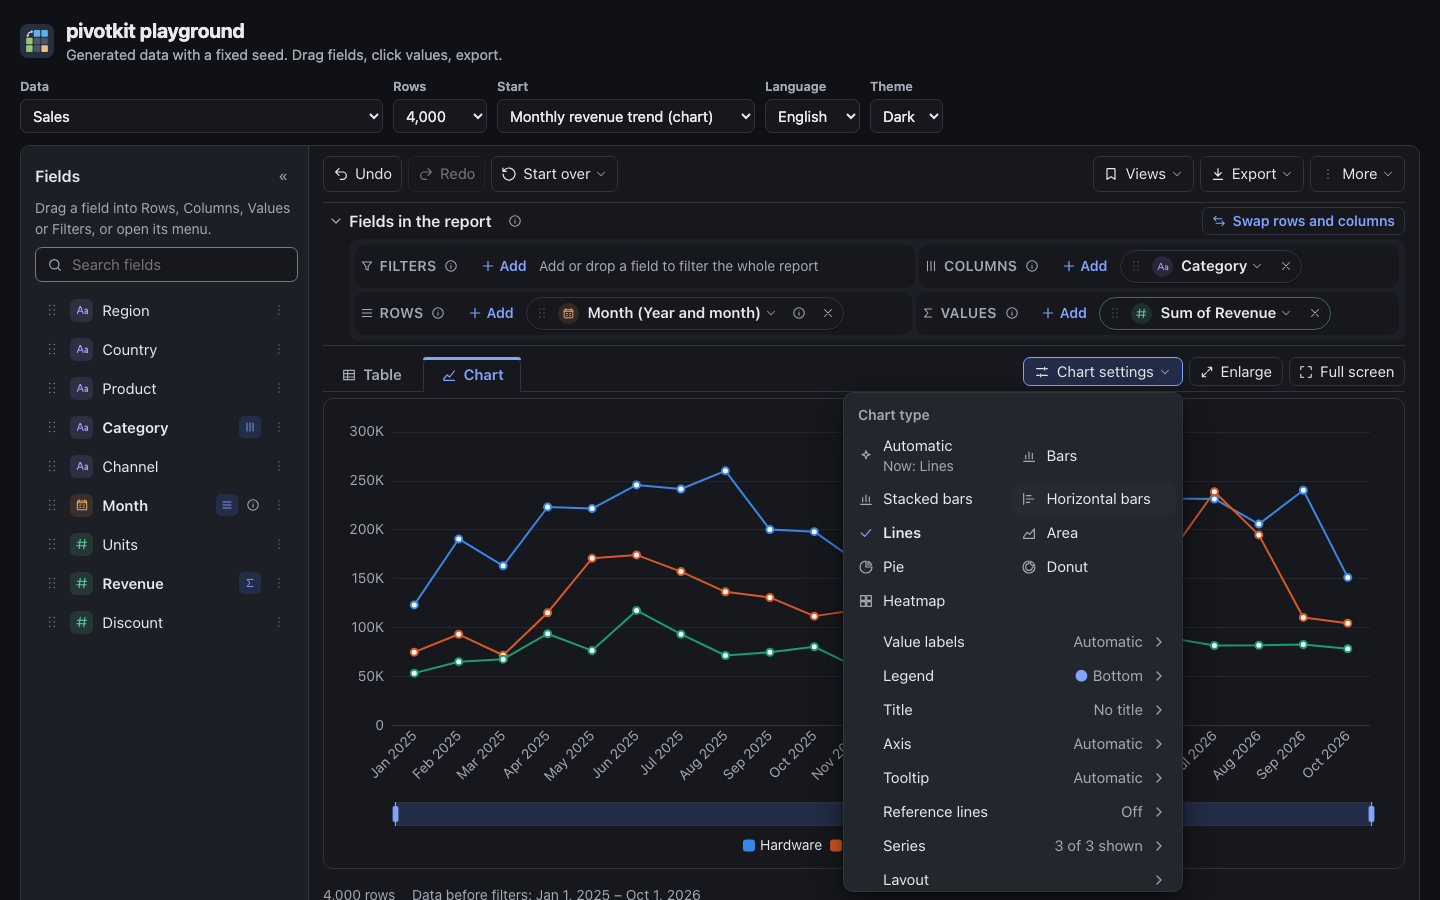 pivotkit playground
Generated data with a fixed seed. Drag fields, click values, export.
Data
Rows
Start
Language
Theme
Sales
4,000
Monthly revenue trend (chart)
English
Dark
Fields
«
Drag a field into Rows, Columns, Values
or Filters, or open its menu.
Search fields
Aa Region
Aa Country
Aa Product
Aa Category
Aa Channel
Month
# Units
# Revenue Σ
# Discount
Undo
Redo
Start over
Views
Export
More
Fields in the report
Swap rows and columns
FILTERS
+ Add
Add or drop a field to filter the whole report
COLUMNS
+ Add
Aa Category
ROWS
+ Add
Month (Year and month)
Σ VALUES
+ Add
# Sum of Revenue
Table
Chart
Chart settings
Enlarge
Full screen
Chart type
Automatic
Now: Lines
Bars
Stacked bars
Horizontal bars
Lines
Area
Pie
Donut
Heatmap
Value labels Automatic
Legend Bottom
Title No title
Axis Automatic
Tooltip Automatic
Reference lines Off
Series 3 of 3 shown
Layout
300K
250K
200K
150K
100K
50K
0
Jan 2025
Feb 2025
Mar 2025
Apr 2025
May 2025
Jun 2025
Jul 2025
Aug 2025
Sep 2025
Oct 2025
Nov 2
ul 2026
Aug 2026
Sep 2026
Oct 2026
Hardware
4,000 rows
Data before filters: Jan 1, 2025 – Oct 1, 2026